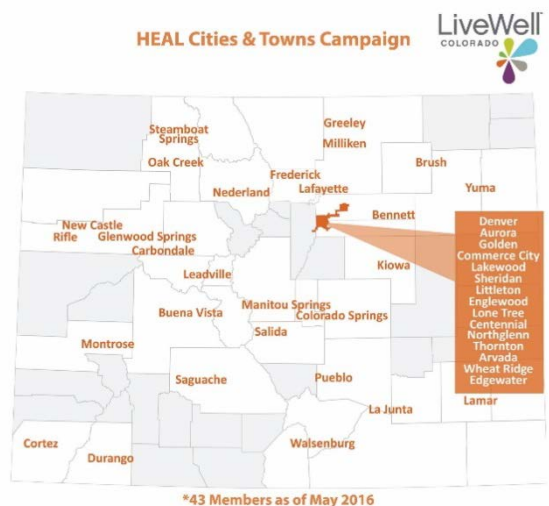 HEAL Cities & Towns Campaign
LiveWell
COLORADO
Steamboat
Springs
Oak Creek
Greeley
Milliken
Frederick
Lafayette
Nederland
Brush
Yuma
Bennett
New Castle
Rifle
Glenwood Springs
Carbondale
Leadville
Kiowa
Denver
Aurora
Golden
Commerce City
Lakewood
Sheridan
Littleton
Englewood
Lone Tree
Centennial
Northglenn
Thornton
Arvada
Wheat Ridge
Edgewater
Buena Vista
Manitou Springs
Colorado Springs
Salida
Montrose
Saguache
Pueblo
La Junta
Lamar
Cortez
Durango
Walsenburg
*43 Members as of May 2016